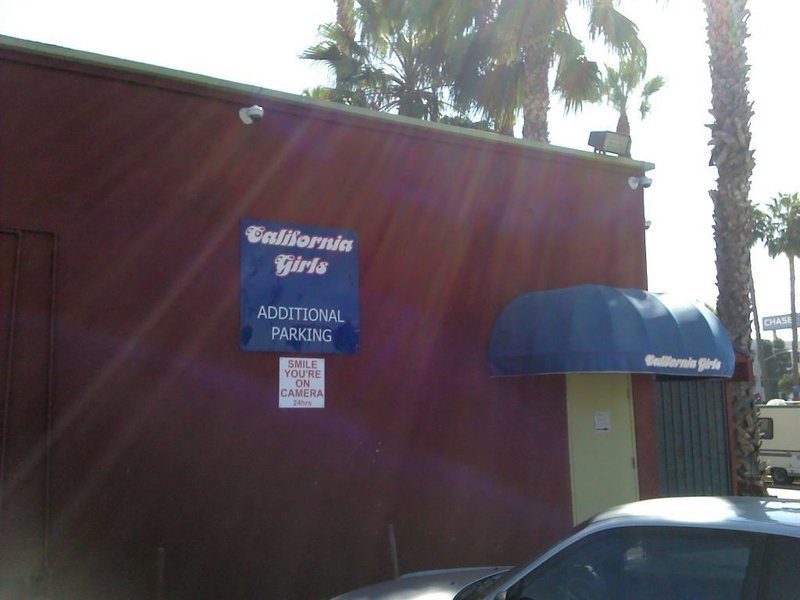 California
Girls
ADDITIONAL
PARKING
SMILE
YOU'RE
ON
CAMERA
24hrs
California Girls
CHASE